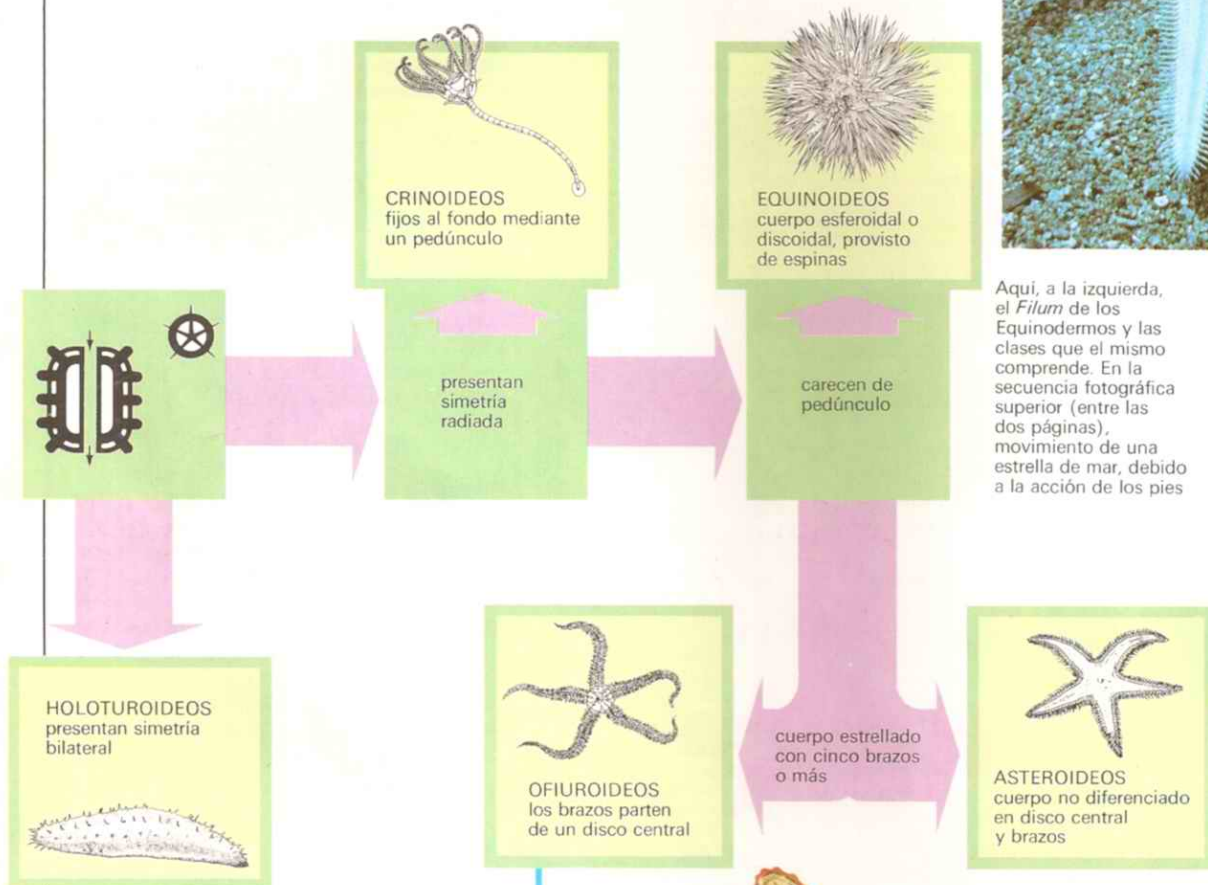 CRINOIDEOS
fijos al fondo mediante
un pedúnculo
EQUINOIDEOS
cuerpo esferoidal o
discoidal, provisto
de espinas
Aquí, a la izquierda,
el Filum de los
Equinodermos y las
clases que el mismo
comprende. En la
secuencia fotográfica
superior (entre las
dos páginas),
movimiento de una
estrella de mar, debido
a la acción de los pies
presentan
simetría
radiada
carecen de
pedúnculo
HOLOTUROIDEOS
presentan simetría
bilateral
OFIUROIDEOS
los brazos parten
de un disco central
cuerpo estrellado
con cinco brazos
o más
ASTEROIDEOS
cuerpo no diferenciado
en disco central
y brazos